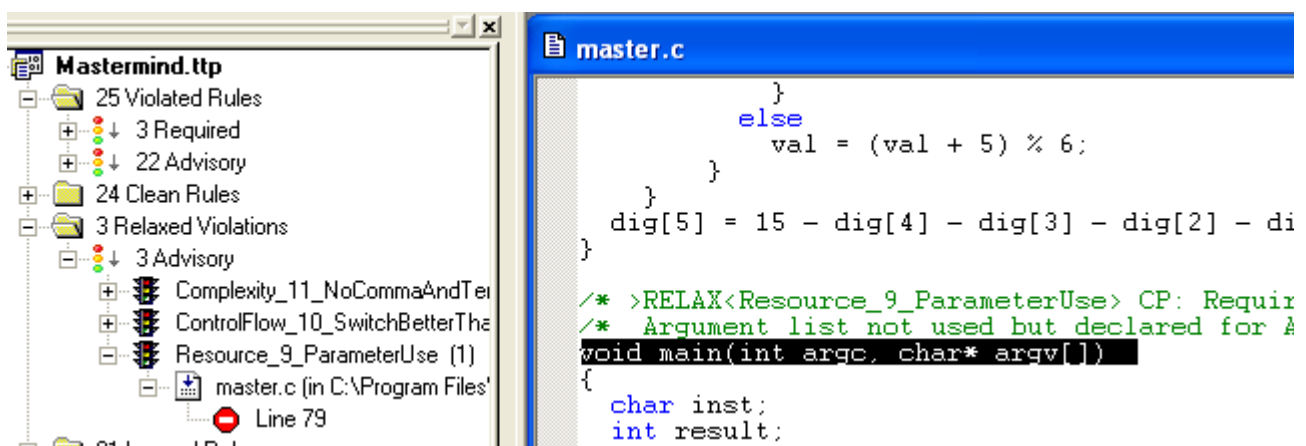 Mastermind.ttp
25 Violated Rules
3 Required
22 Advisory
24 Clean Rules
3 Relaxed Violations
3 Advisory
Complexity_11_NoCommaAndTer
ControlFlow_10_SwitchBetterTha
Resource_9_ParameterUse (1)
master.c (in C:\Program Files\
Line 79
master.c
}
else
val = (val + 5) % 6;
}
}
dig[5] = 15 - dig[4] - dig[3] - dig[2] - di
}
/* >RELAX<Resource_9_ParameterUse> CP: Requir
/* Argument list not used but declared for A
void main(int argc, char* argv[])
{
char inst;
int result;